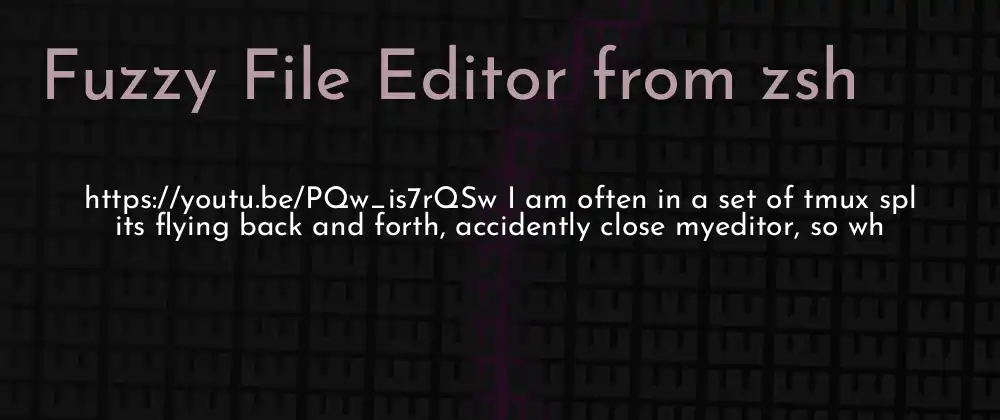 Fuzzy File Editor from zsh
https://youtu.be/PQw_is7rQSw I am often in a set of tmux spl
its flying back and forth, accidently close myeditor, so wh